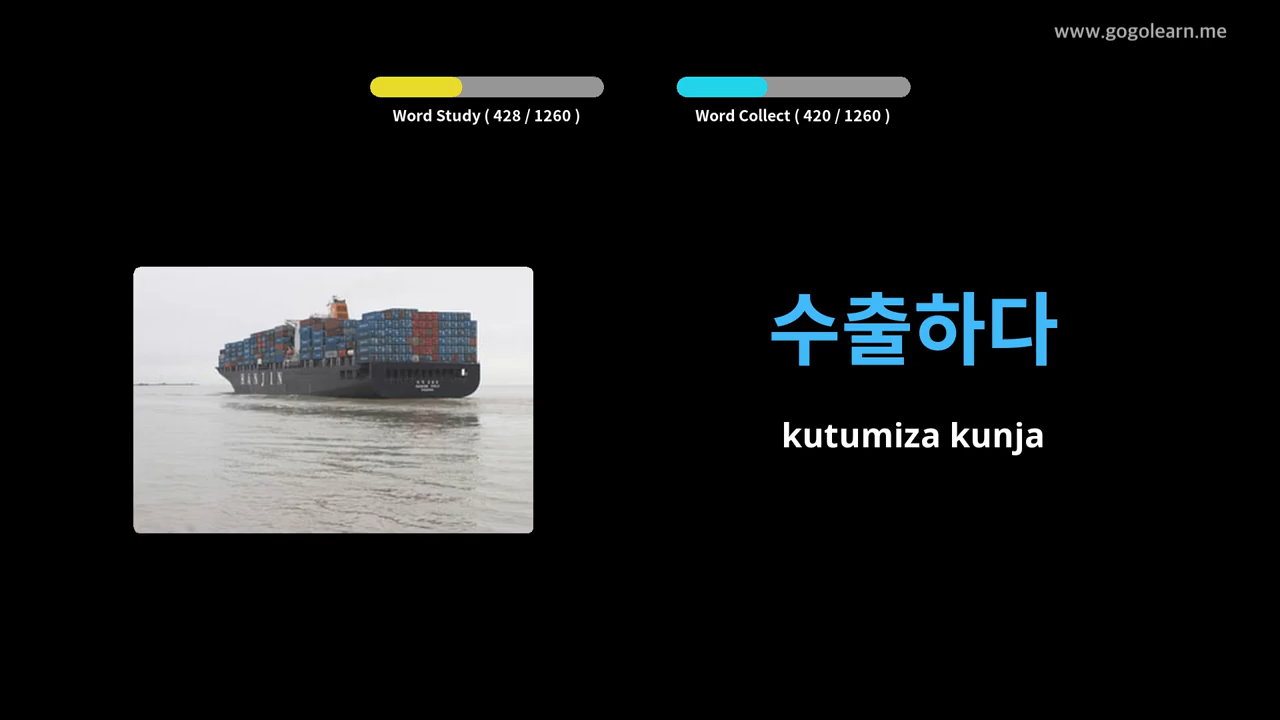 www.gogolearn.me
Word Study ( 428 / 1260 )
Word Collect ( 420 / 1260 )
HANJIN
수출하다
kutumiza kunja